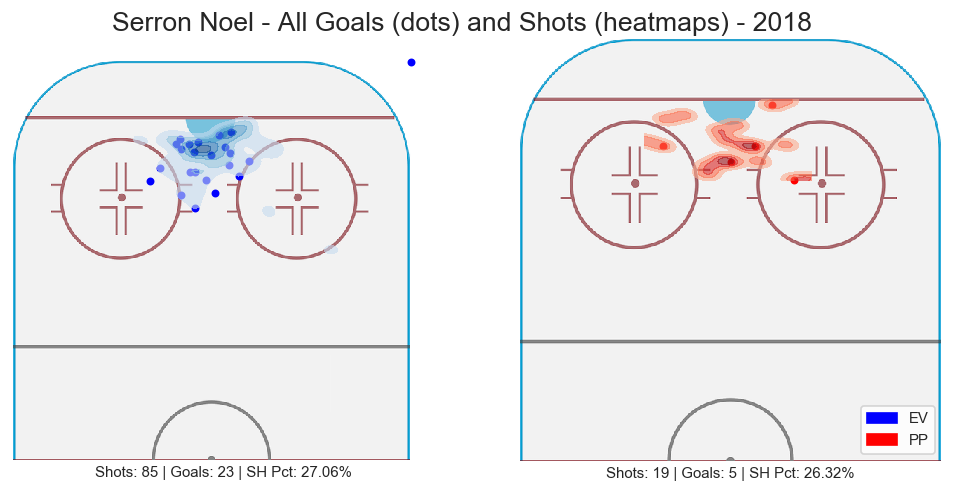 Serron Noel - All Goals (dots) and Shots (heatmaps) - 2018
EV
PP
Shots: 85 | Goals: 23 | SH Pct: 27.06%
Shots: 19 | Goals: 5 | SH Pct: 26.32%